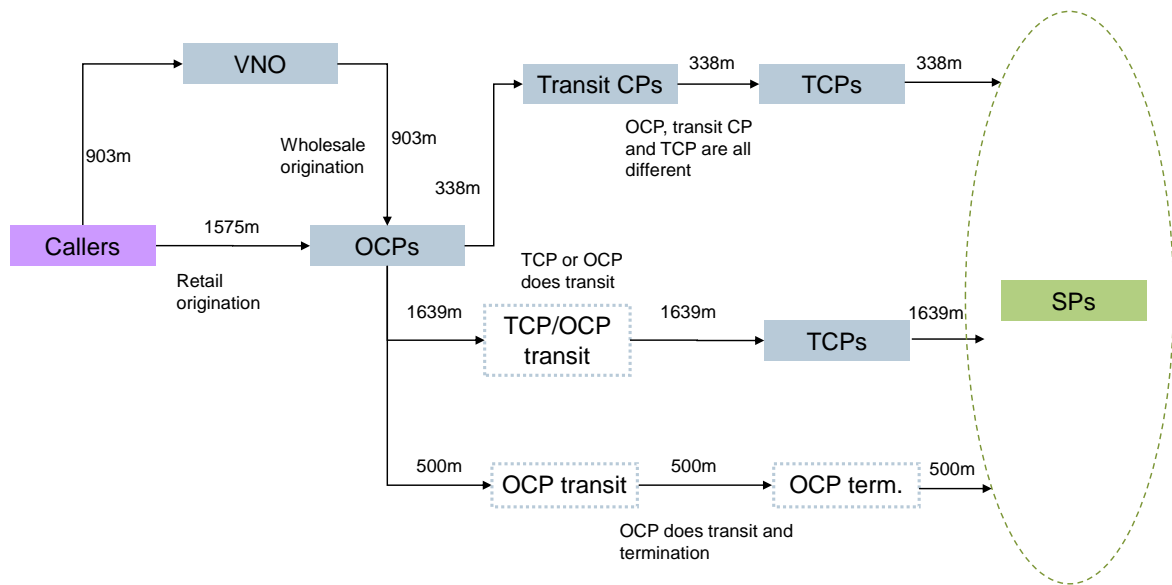 VNO
Transit CPs
338m
TCPs
338m
903m
Wholesale
origination
903m
338m
OCP, transit CP
and TCP are all
different
Callers
1575m
OCPs
Retail
origination
TCP or OCP
does transit
1639m
TCP/OCP
transit
1639m
TCPs
1639m
SPs
500m
OCP transit
500m
OCP term.
500m
OCP does transit and
termination